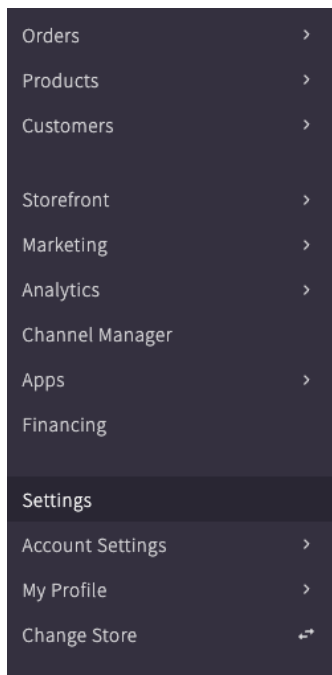 Orders
Products
Customers
Storefront
Marketing
Analytics
Channel Manager
Apps
Financing
Settings
Account Settings
My Profile
Change Store